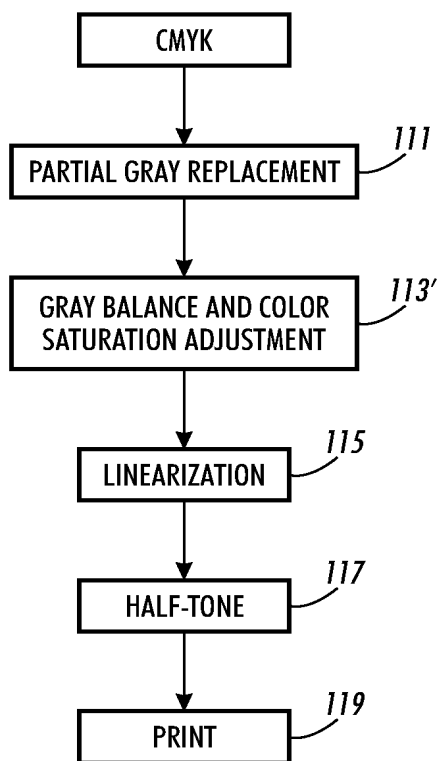 CMYK
111
PARTIAL GRAY REPLACEMENT
113'
GRAY BALANCE AND COLOR
SATURATION ADJUSTMENT
115
LINEARIZATION
117
HALF-TONE
119
PRINT